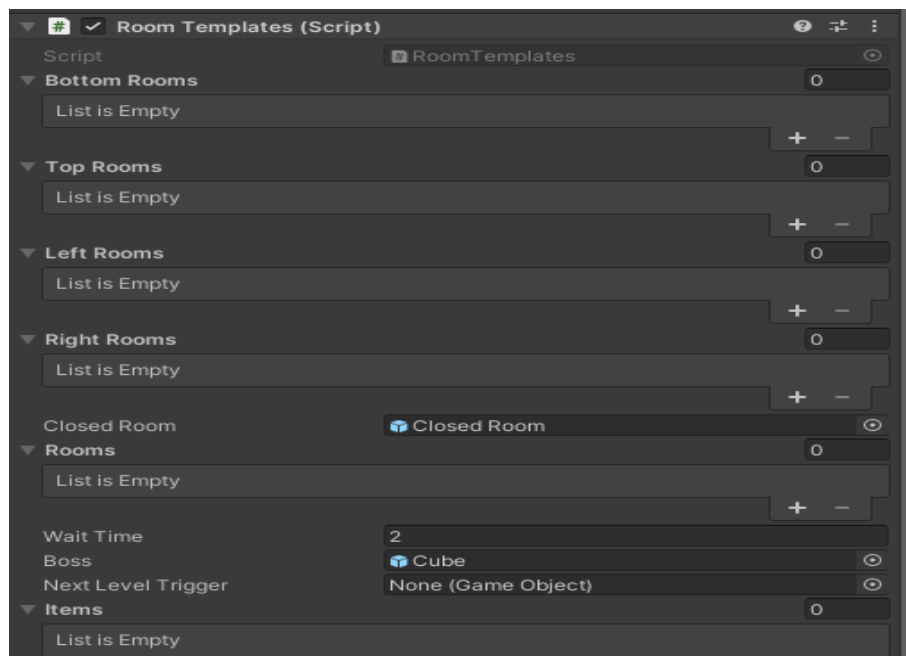 Room Templates (Script)
Script RoomTemplates
Bottom Rooms 0
List is Empty
+ −
Top Rooms 0
List is Empty
+ −
Left Rooms 0
List is Empty
+ −
Right Rooms 0
List is Empty
+ −
Closed Room Closed Room
Rooms 0
List is Empty
+ −
Wait Time 2
Boss Cube
Next Level Trigger None (Game Object)
Items 0
List is Empty